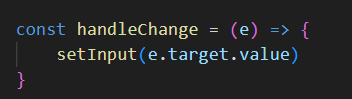 const handleChange = (e) => {
    setInput(e.target.value)
}